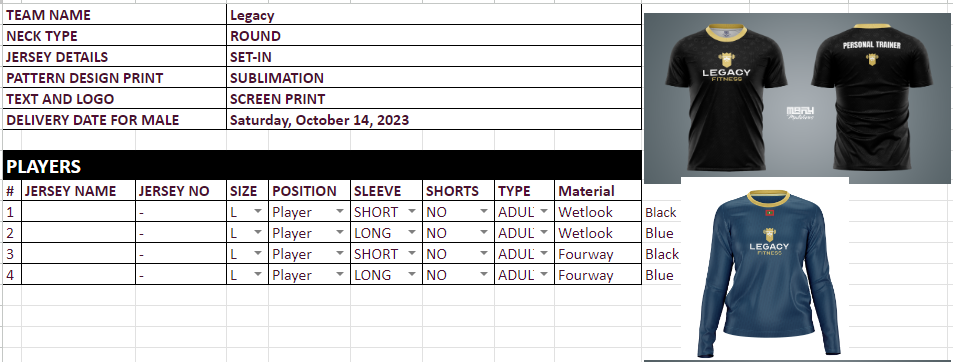 TEAM NAME Legacy
NECK TYPE ROUND
JERSEY DETAILS SET-IN
PATTERN DESIGN PRINT SUBLIMATION
TEXT AND LOGO SCREEN PRINT
DELIVERY DATE FOR MALE Saturday, October 14, 2023
PLAYERS
# JERSEY NAME JERSEY NO SIZE POSITION SLEEVE SHORTS TYPE Material
1 - L Player SHORT NO ADUL Wetlook Black
2 - L Player LONG NO ADUL Wetlook Blue
3 - L Player SHORT NO ADUL Fourway Black
4 - L Player LONG NO ADUL Fourway Blue
LEGACY
FITNESS
PERSONAL TRAINER
LEGACY
FITNESS